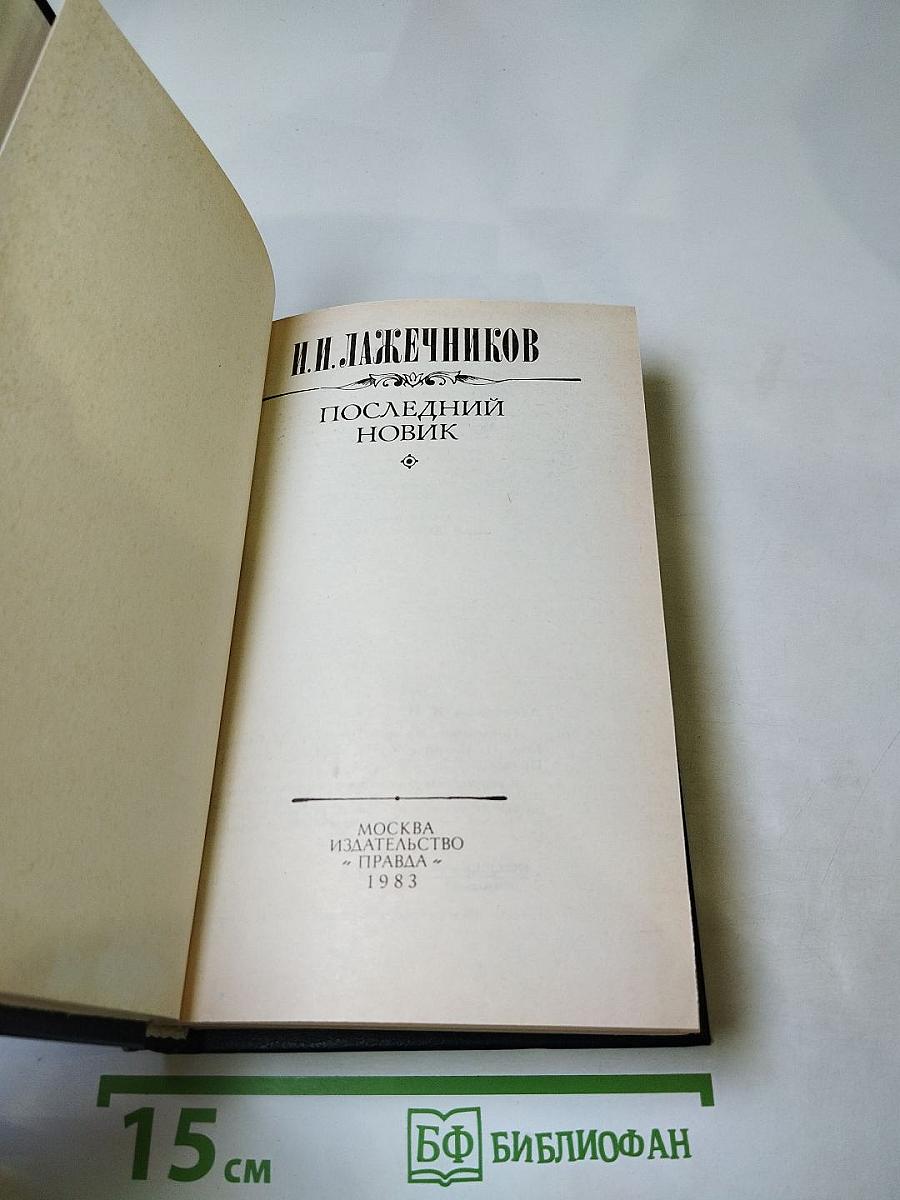 И. И. ЛАЖЕЧНИКОВ
ПОСЛЕДНИЙ
НОВИК
МОСКВА
ИЗДАТЕЛЬСТВО
„ ПРАВДА “
1983
15 см
БФ БИБЛИОФАН